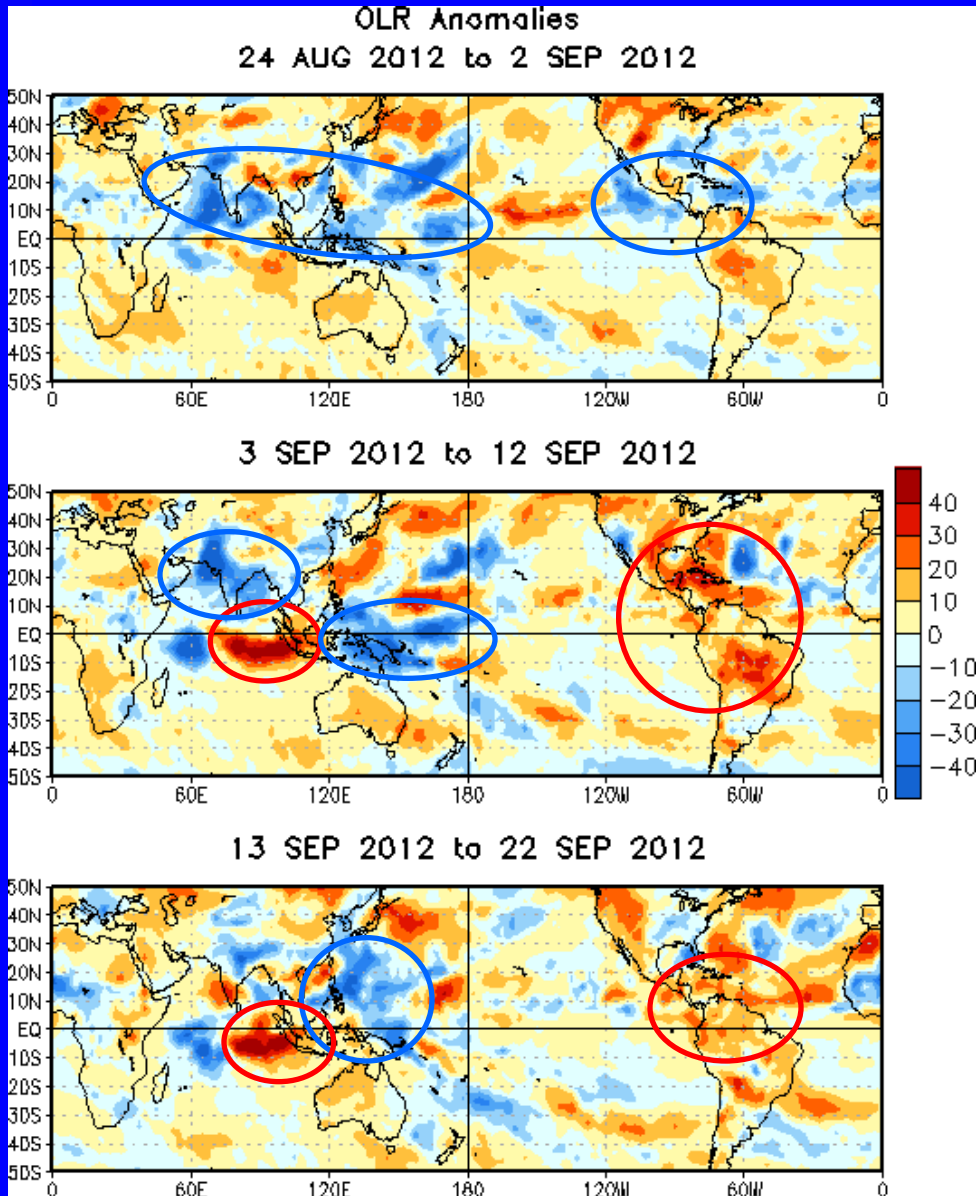 OLR Anomalies
24 AUG 2012 to 2 SEP 2012
50N
40N
30N
20N
10N
EQ
10S
20S
30S
40S
50S
0 60E 120E 180 120W 60W 0
3 SEP 2012 to 12 SEP 2012
50N
40N
30N
20N
10N
EQ
10S
20S
30S
40S
50S
0 60E 120E 180 120W 60W 0
40
30
20
10
0
-10
-20
-30
-40
13 SEP 2012 to 22 SEP 2012
50N
40N
30N
20N
10N
EQ
10S
20S
30S
40S
50S
0 60E 120E 180 120W 60W 0